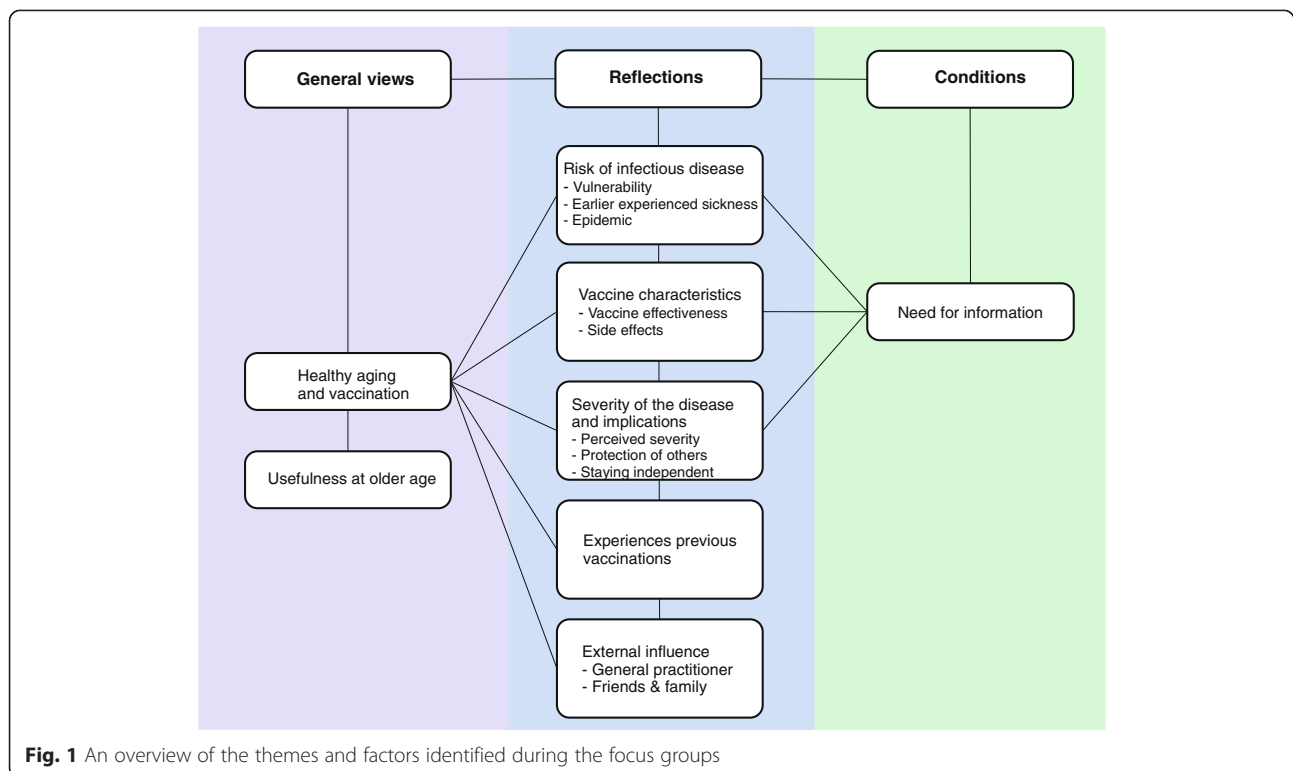 General views
Reflections
Conditions
Risk of infectious disease
- Vulnerability
- Earlier experienced sickness
- Epidemic
Vaccine characteristics
- Vaccine effectiveness
- Side effects
Need for information
Healthy aging
and vaccination
Severity of the disease
and implications
- Perceived severity
- Protection of others
- Staying independent
Usefulness at older age
Experiences previous
vaccinations
External influence
- General practitioner
- Friends & family
Fig. 1 An overview of the themes and factors identified during the focus groups